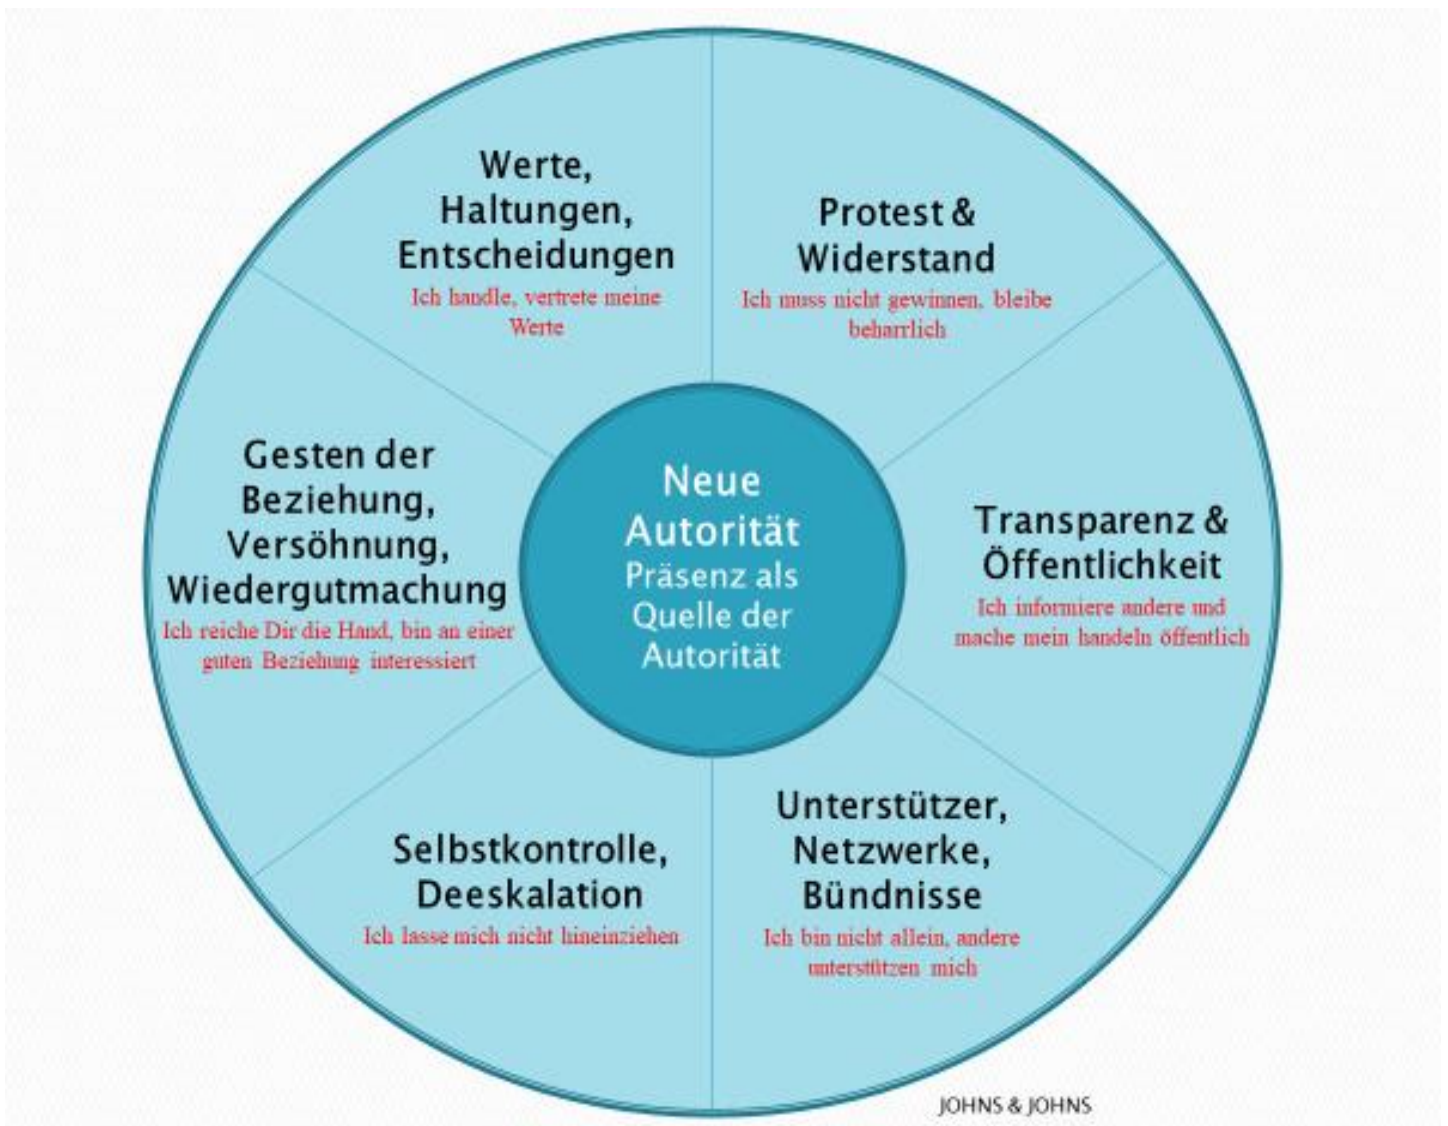 Werte,
Haltungen,
Entscheidungen
Ich handle, vertrete meine
Werte
Protest &
Widerstand
Ich muss nicht gewinnen, bleibe
beharrlich
Gesten der
Beziehung,
Versöhnung,
Wiedergutmachung
Ich reiche Dir die Hand, bin an einer
guten Beziehung interessiert
Neue
Autorität
Präsenz als
Quelle der
Autorität
Transparenz &
Öffentlichkeit
Ich informiere andere und
mache mein handeln öffentlich
Selbstkontrolle,
Deeskalation
Ich lasse mich nicht hineinziehen
Unterstützer,
Netzwerke,
Bündnisse
Ich bin nicht allein, andere
unterstützen mich
JOHNS & JOHNS